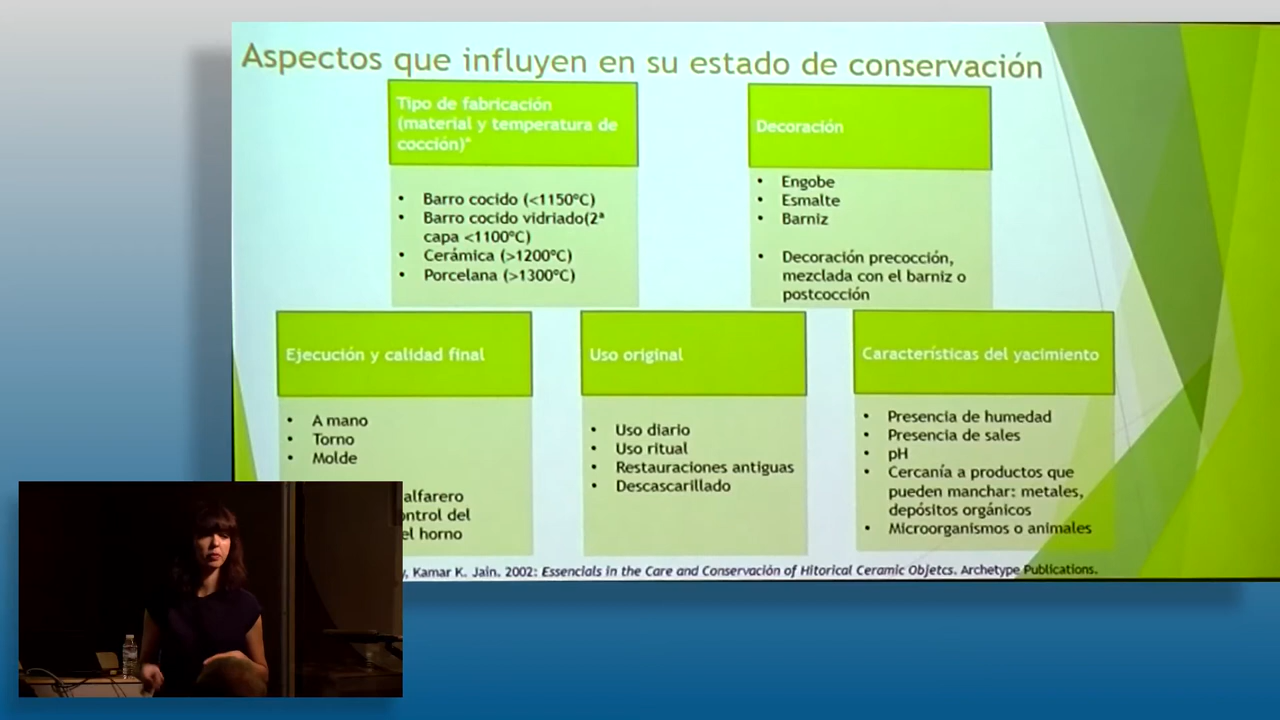 Aspectos que influyen en su estado de conservación
Tipo de fabricación
(material y temperatura de
cocción)*
• Barro cocido (<1150ºC)
• Barro cocido vidriado(2ª
capa <1100ºC)
• Cerámica (>1200ºC)
• Porcelana (>1300ºC)
Decoración
• Engobe
• Esmalte
• Barniz
• Decoración precocción,
mezclada con el barniz o
postcocción
Ejecución y calidad final
• A mano
• Torno
• Molde
alfarero
ntrol del
el horno
Uso original
• Uso diario
• Uso ritual
• Restauraciones antiguas
• Descascarillado
Características del yacimiento
• Presencia de humedad
• Presencia de sales
• pH
• Cercanía a productos que
pueden manchar: metales,
depósitos orgánicos
• Microorganismos o animales
, Kamar K. Jain. 2002: Essencials in the Care and Conservación of Hitorical Ceramic Objetcs. Archetype Publications.